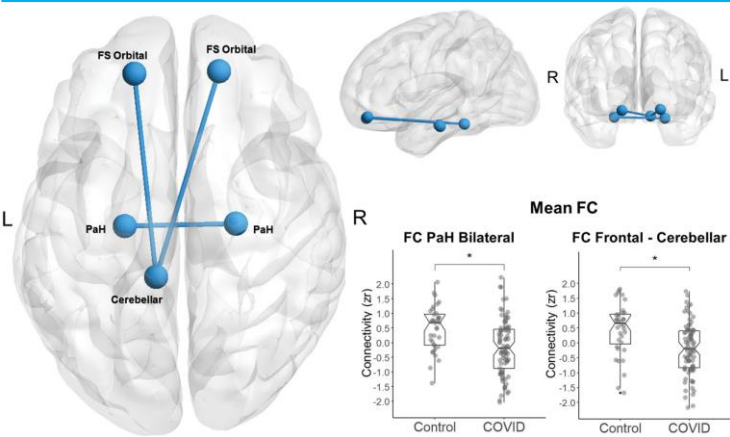 FS Orbital FS Orbital
L R
PaH PaH
Cerebellar
R L
Mean FC
FC PaH Bilateral
*
Connectivity (zr)
2.0
1.5
1.0
0.5
0.0
-0.5
-1.0
-1.5
-2.0
Control COVID
FC Frontal - Cerebellar
*
Connectivity (zr)
2.0
1.5
1.0
0.5
0.0
-0.5
-1.0
-1.5
-2.0
Control COVID